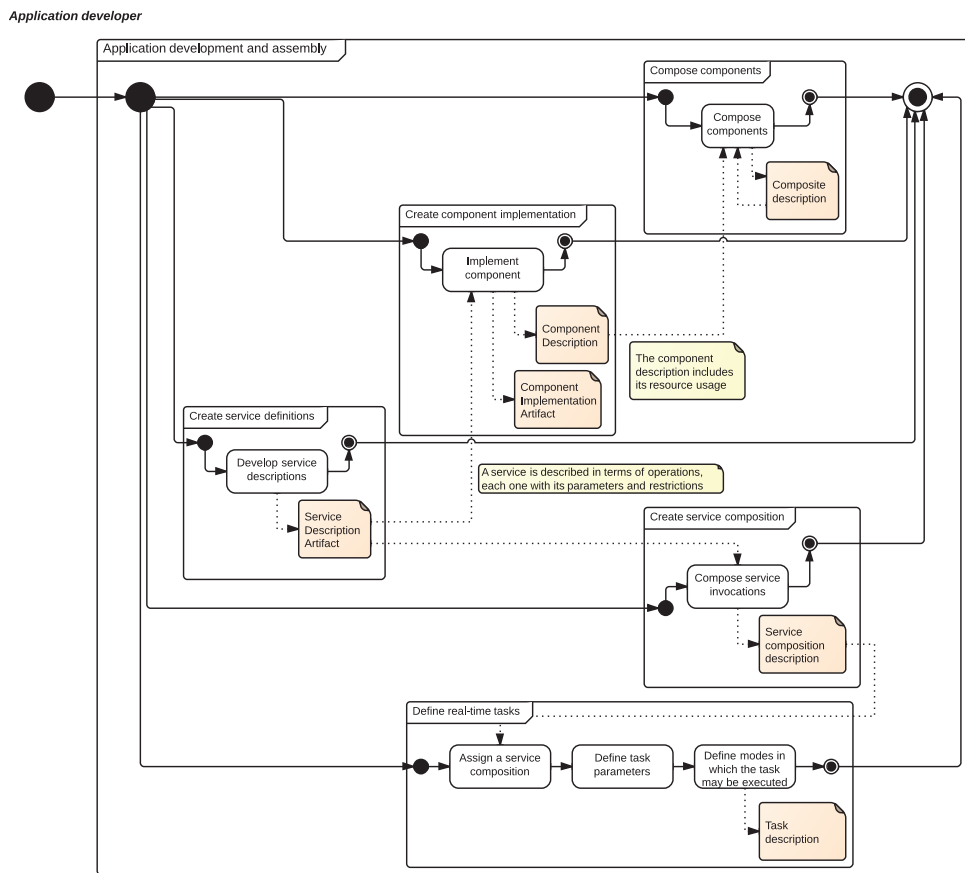 Application developer
Application development and assembly
Compose components
Compose
components
Composite
description
Create component implementation
Implement
component
Component
Description
The component
description includes
its resource usage
Component
Implementation
Artifact
Create service definitions
Develop service
descriptions
A service is described in terms of operations,
each one with its parameters and restrictions
Service
Description
Artifact
Create service composition
Compose service
invocations
Service
composition
description
Define real-time tasks
Assign a service
composition
Define task
parameters
Define modes in
which the task
may be executed
Task
description